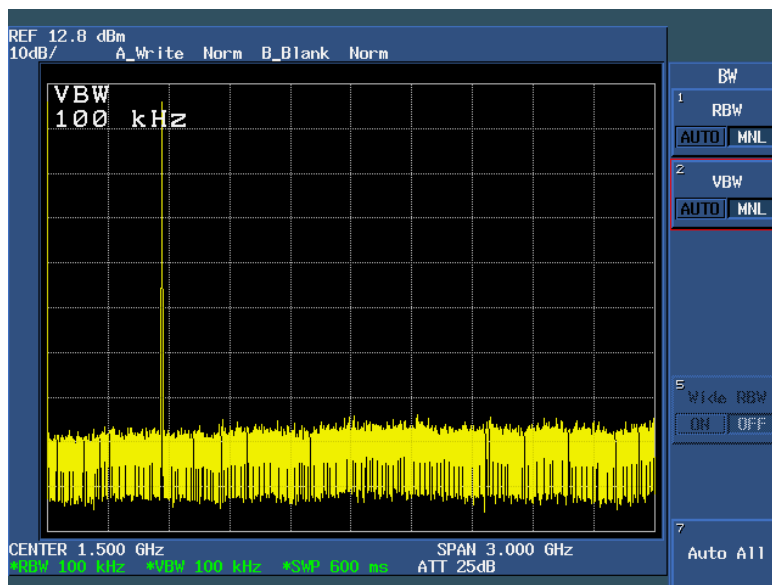 REF 12.8 dBm
10dB/ A_Write Norm B_Blank Norm
VBW
100 kHz
BW
1
RBW
AUTO MNL
2
VBW
AUTO MNL
5
Wide RBW
ON OFF
7
Auto All
CENTER 1.500 GHz SPAN 3.000 GHz
*RBW 100 kHz *VBW 100 kHz *SWP 600 ms ATT 25dB